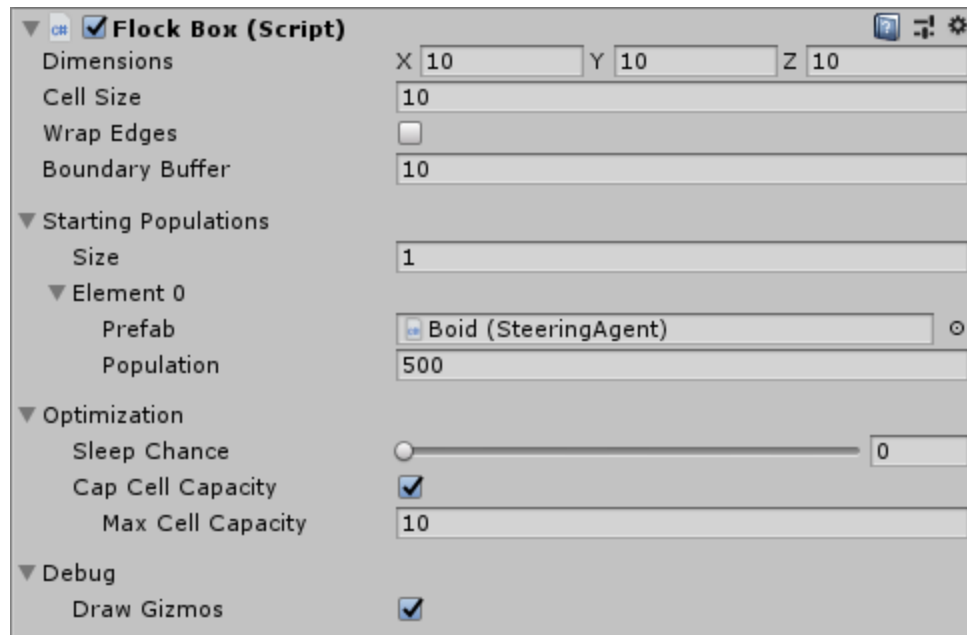 Flock Box (Script)
Dimensions X 10 Y 10 Z 10
Cell Size 10
Wrap Edges
Boundary Buffer 10
Starting Populations
Size 1
Element 0
Prefab Boid (SteeringAgent)
Population 500
Optimization
Sleep Chance 0
Cap Cell Capacity
Max Cell Capacity 10
Debug
Draw Gizmos